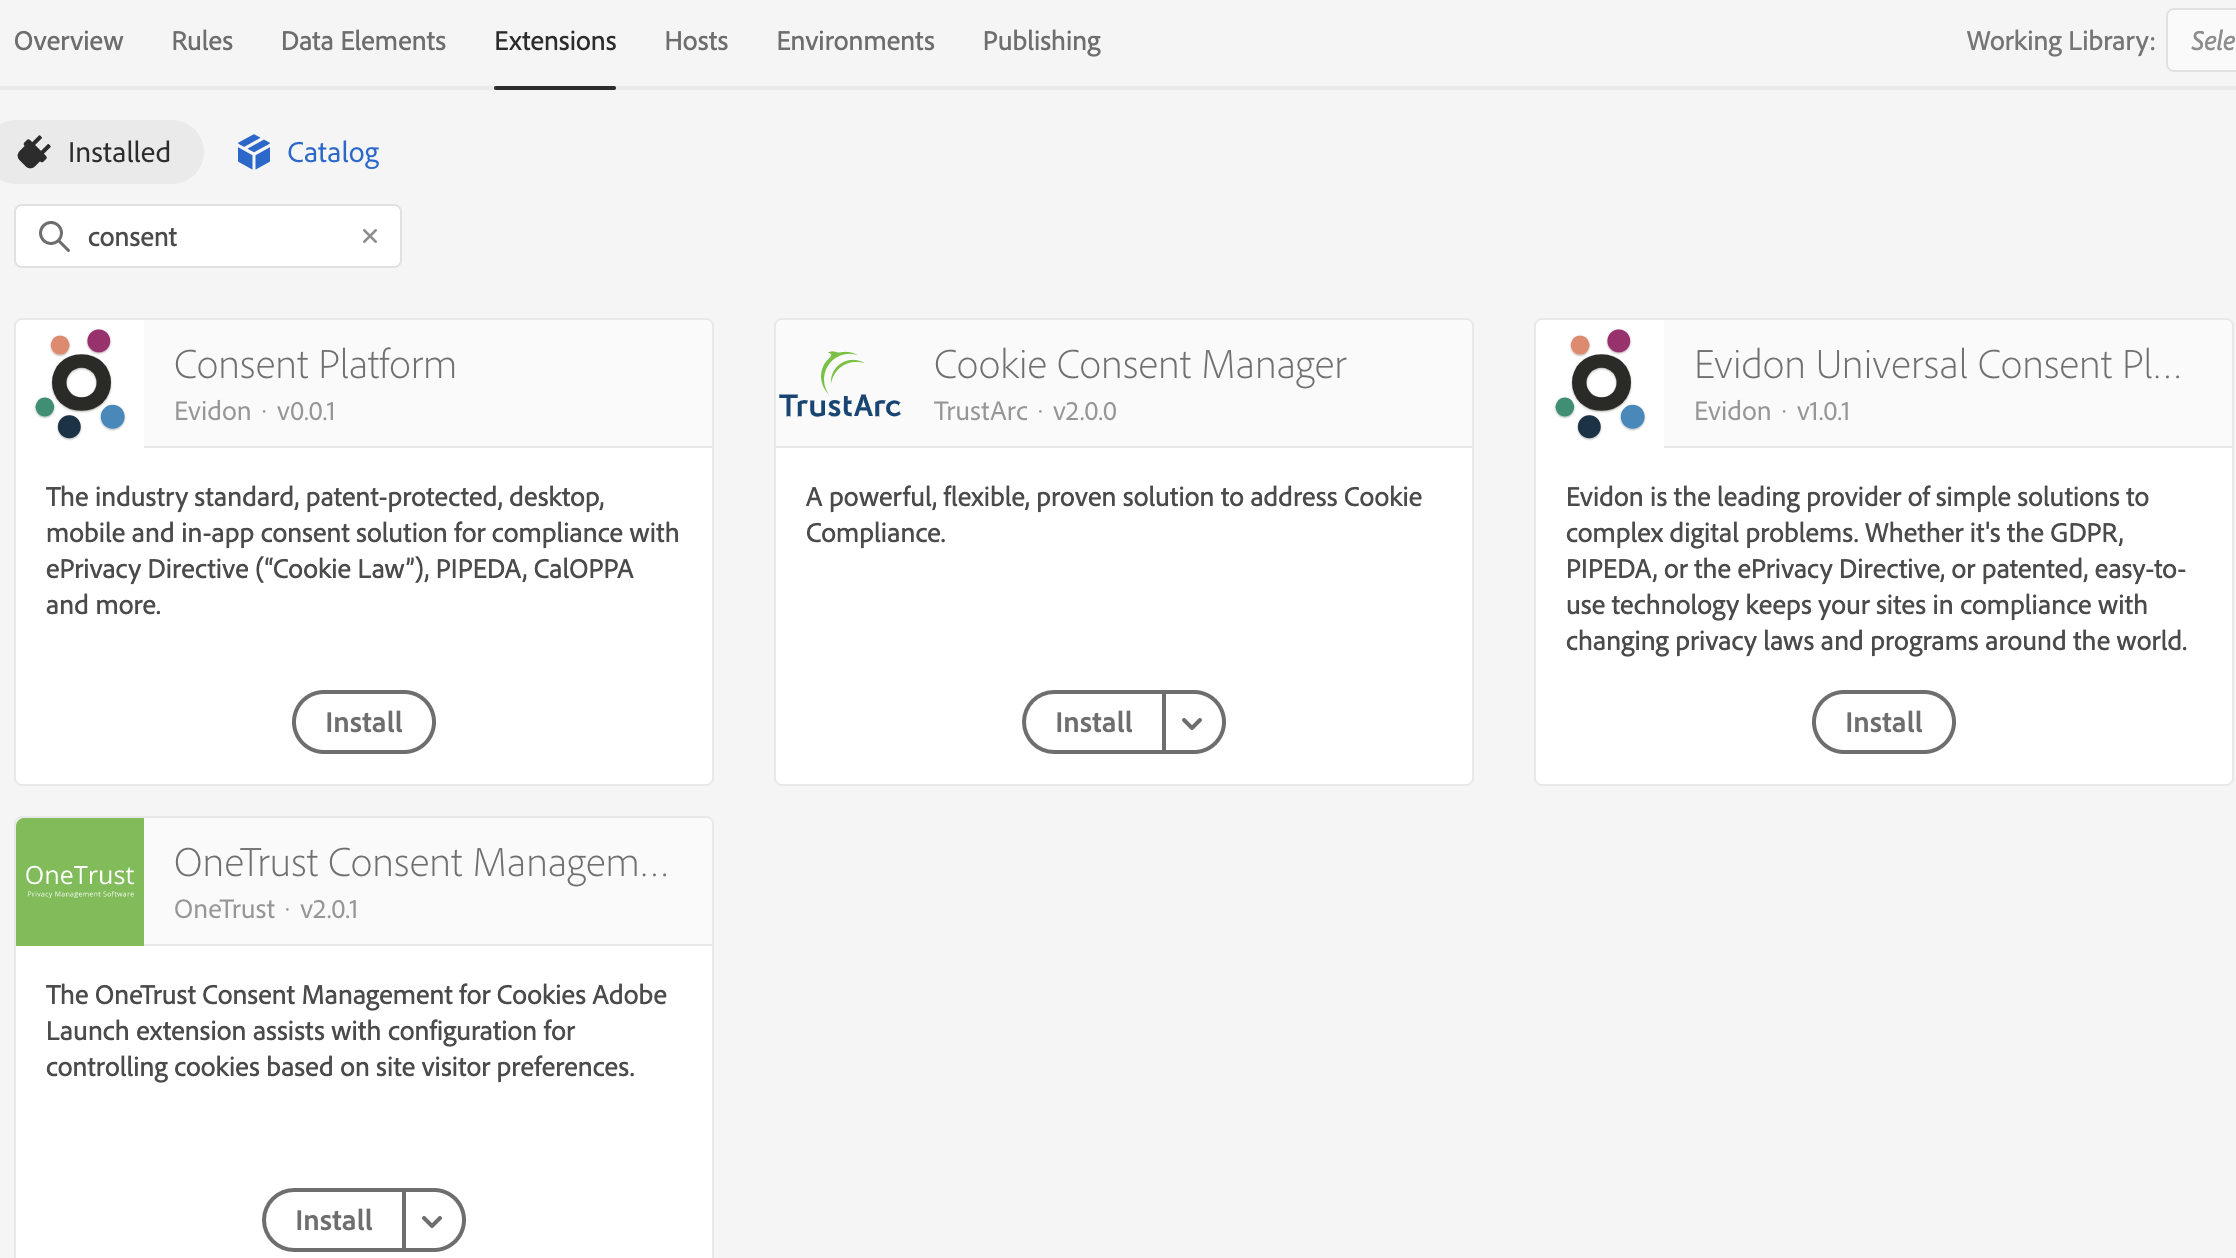 Overview Rules Data Elements Extensions Hosts Environments Publishing Working Library: Sele
Installed Catalog
consent
Consent Platform
Evidon · v0.0.1
The industry standard, patent-protected, desktop,
mobile and in-app consent solution for compliance with
ePrivacy Directive (“Cookie Law”), PIPEDA, CalOPPA
and more.
Install
TrustArc
Cookie Consent Manager
TrustArc · v2.0.0
A powerful, flexible, proven solution to address Cookie
Compliance.
Install
Evidon Universal Consent Pl...
Evidon · v1.0.1
Evidon is the leading provider of simple solutions to
complex digital problems. Whether it's the GDPR,
PIPEDA, or the ePrivacy Directive, or patented, easy-to-
use technology keeps your sites in compliance with
changing privacy laws and programs around the world.
Install
OneTrust
Privacy Management Software
OneTrust Consent Managem...
OneTrust · v2.0.1
The OneTrust Consent Management for Cookies Adobe
Launch extension assists with configuration for
controlling cookies based on site visitor preferences.
Install